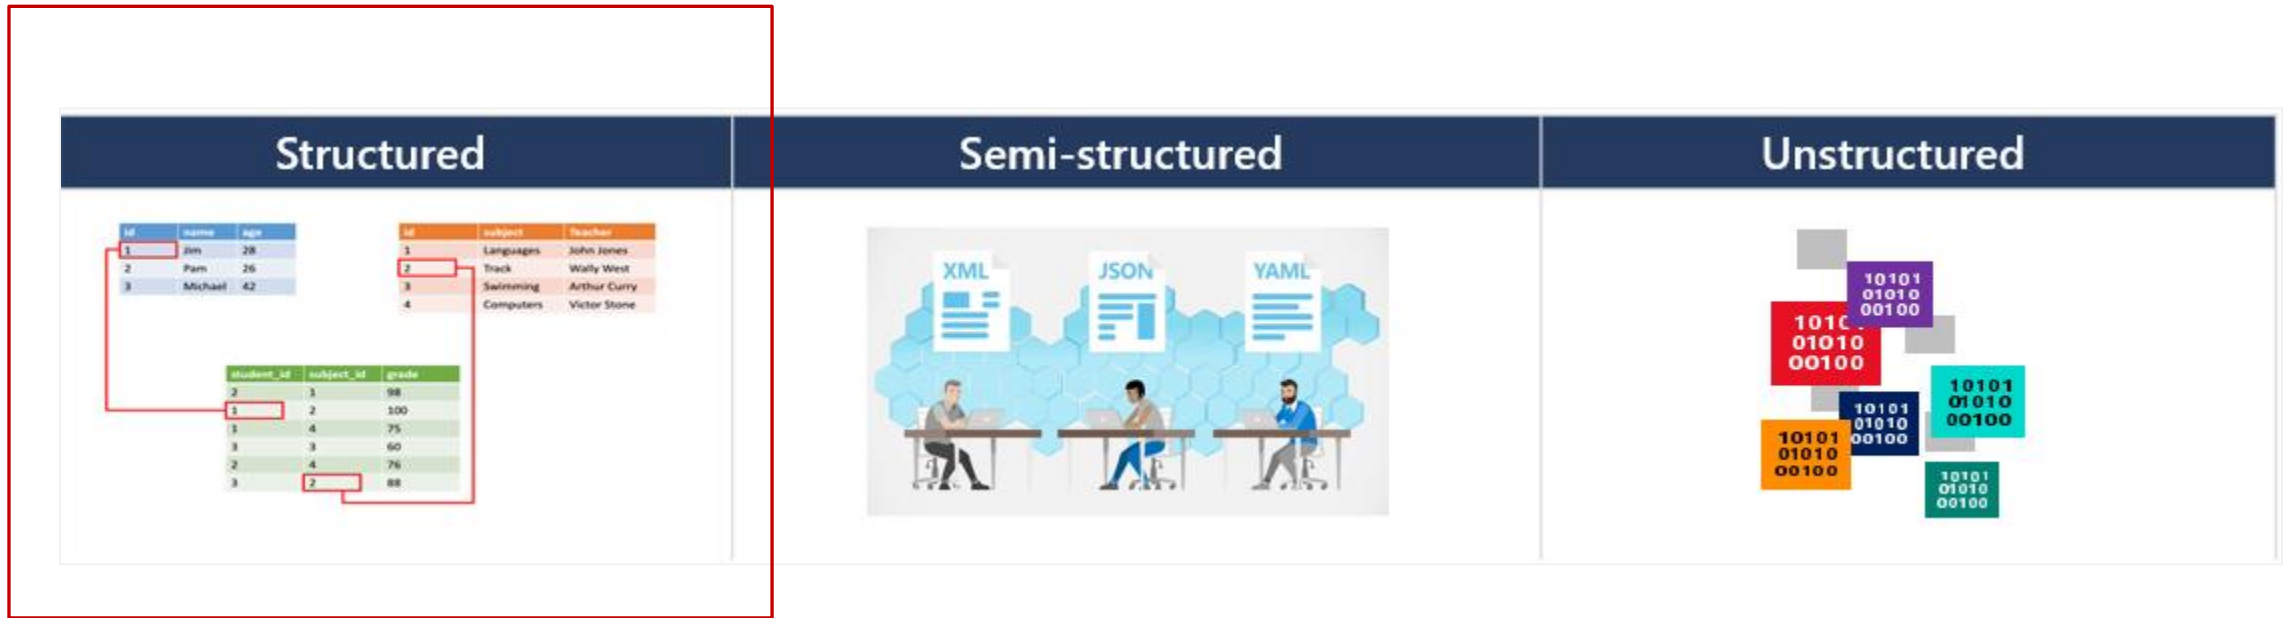 Structured
Semi-structured
Unstructured
id name age
1 Jim 28
2 Pam 26
3 Michael 42
id subject Teacher
1 Languages John Jones
2 Track Wally West
3 Swimming Arthur Curry
4 Computers Victor Stone
student_id subject_id grade
2 1 98
1 2 100
1 4 75
3 3 60
2 4 76
3 2 88
XML
JSON
YAML
10101
01010
00100
10101
01010
00100
10101
01010
00100
10101
01010
00100
10101
01010
00100
10101
01010
00100